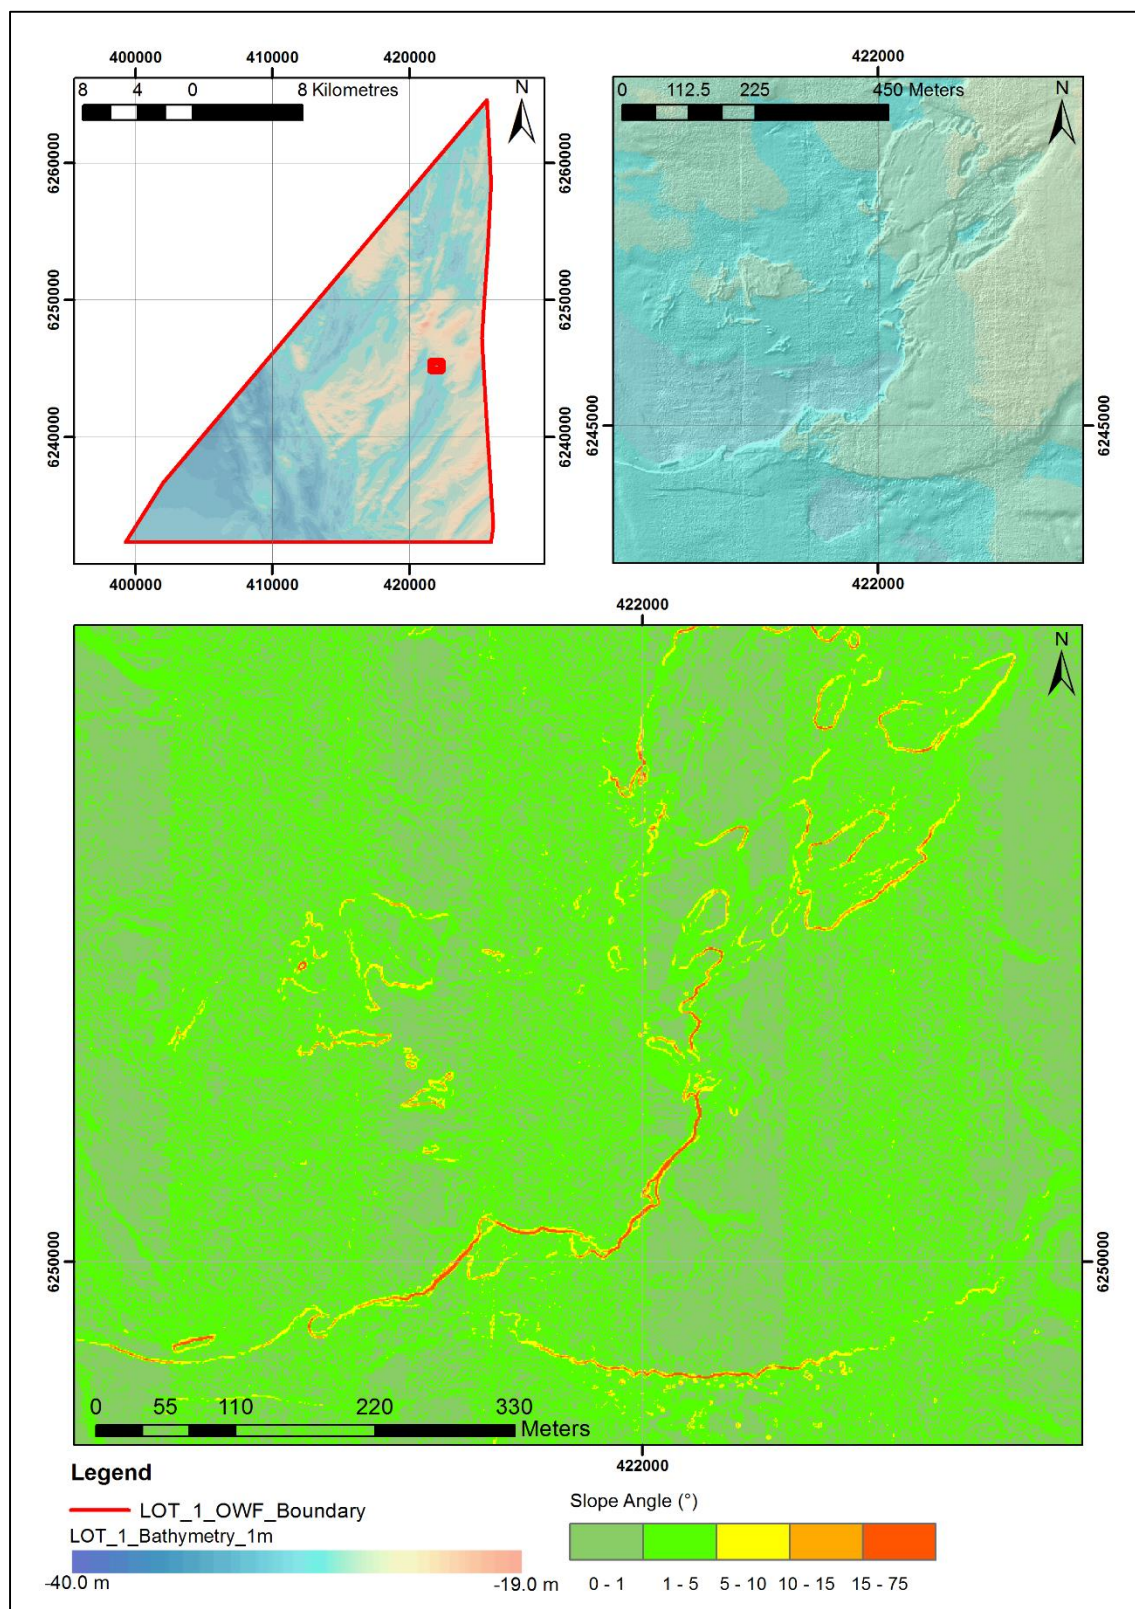 400000 410000 420000
8 4 0 8 Kilometres
N
6260000 6260000
6250000 6250000
6240000 6240000
400000 410000 420000
422000
0 112.5 225 450 Meters
N
6245000 6245000
422000
422000
N
6250000 6250000
0 55 110 220 330
Meters
422000
Legend
LOT_1_OWF_Boundary
LOT_1_Bathymetry_1m
-40.0 m -19.0 m
Slope Angle (°)
0 - 1 1 - 5 5 - 10 10 - 15 15 - 75